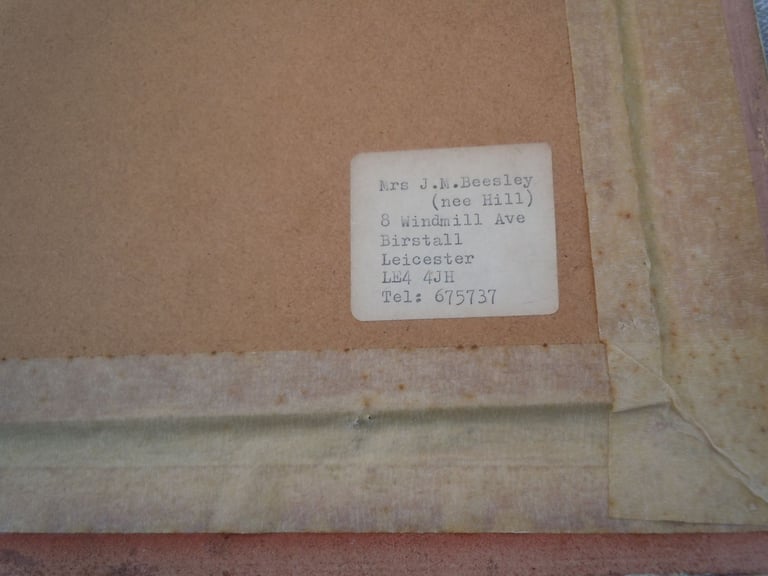 Mrs J.M.Beesley
(nee Hill)
8 Windmill Ave
Birstall
Leicester
LE4 4JH
Tel: 675737